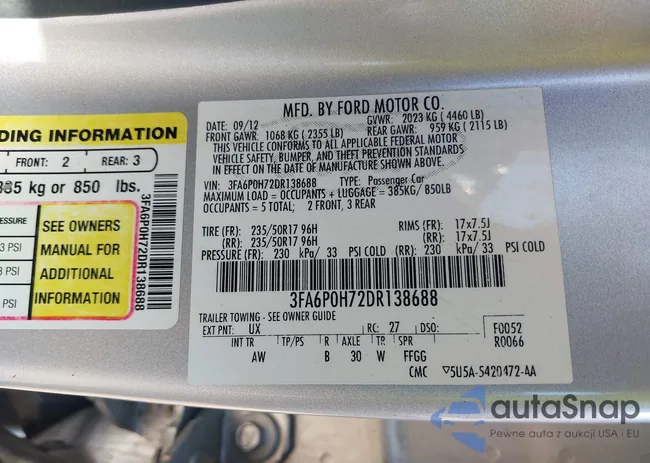 DING INFORMATION
FRONT: 2 REAR: 3
385 kg or 850 lbs.
RESSURE
3 PSI
3 PSI
PSI
SEE OWNERS
MANUAL FOR
ADDITIONAL
INFORMATION
3FA6P0H72DR138688
MFD. BY FORD MOTOR CO.
DATE: 09/12 GVWR: 2023 KG ( 4460 LB)
FRONT GAWR: 1068 KG ( 2355 LB) REAR GAWR: 959 KG ( 2115 LB)
THIS VEHICLE CONFORMS TO ALL APPLICABLE FEDERAL MOTOR
VEHICLE SAFETY, BUMPER, AND THEFT PREVENTION STANDARDS
IN EFFECT ON THE DATE OF MANUFACTURE SHOWN ABOVE.
VIN: 3FA6P0H72DR138688 TYPE: Passenger Car
MAXIMUM LOAD = OCCUPANTS + LUGGAGE = 385KG/ 850LB
OCCUPANTS = 5 TOTAL; 2 FRONT, 3 REAR
TIRE (FR): 235/50R17 96H RIMS (FR): 17x7.5J
(RR): 235/50R17 96H (RR): 17x7.5J
PRESSURE (FR): 230 kPa/ 33 PSI COLD (RR): 230 kPa/ 33 PSI COLD
3FA6P0H72DR138688
TRAILER TOWING - SEE OWNER GUIDE
EXT PNT: UX RC: 27 DSO: F0052
R0066
INT TR TP/PS R AXLE TR SPR
AW B 30 W FFGG
CMC ▽5U5A-5420472-AA
autaSnap
Pewne auta z aukcji USA i EU